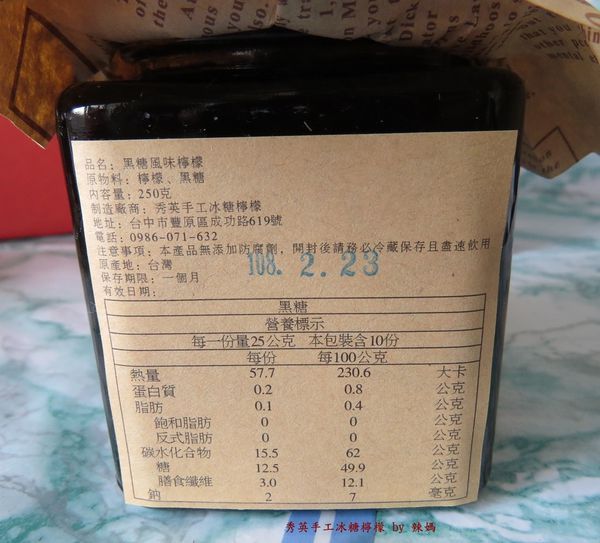 品名：黑糖風味檸檬
原物料：檸檬、黑糖
內容量：250克
製造廠商：秀英手工冰糖檸檬
地址：台中市豐原區成功路619號
電話：0986-071-632
注意事項：本產品無添加防腐劑，開封後請務必冷藏保存且盡速飲用
原產地：台灣
保存期限：一個月
有效日期：
108. 2.23
黑糖
營養標示
每一份量25公克 本包裝含10份
每份 每100公克
熱量 57.7 230.6 大卡
蛋白質 0.2 0.8 公克
脂肪 0.1 0.4 公克
飽和脂肪 0 0 公克
反式脂肪 0 0 公克
碳水化合物 15.5 62 公克
糖 12.5 49.9 公克
膳食纖維 3.0 12.1 公克
鈉 2 7 毫克
秀英手工冰糖檸檬 by 辣媽